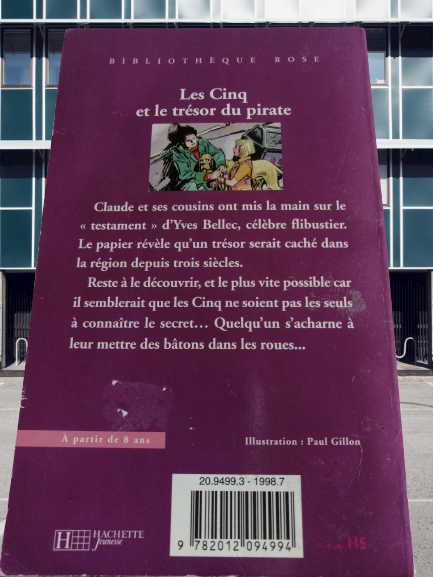 BIBLIOTHÈQUE ROSE
Les Cinq
et le trésor du pirate
Claude et ses cousins ont mis la main sur le
« testament » d'Yves Bellec, célèbre flibustier.
Le papier révèle qu'un trésor serait caché dans
la région depuis trois siècles.
Reste à le découvrir, et le plus vite possible car
il semblerait que les Cinq ne soient pas les seuls
à connaître le secret... Quelqu'un s'acharne à
leur mettre des bâtons dans les roues...
À partir de 8 ans
Illustration : Paul Gillon
20.9499.3 - 1998.7
9 782012 094994
H HACHETTE
Jeunesse
H5